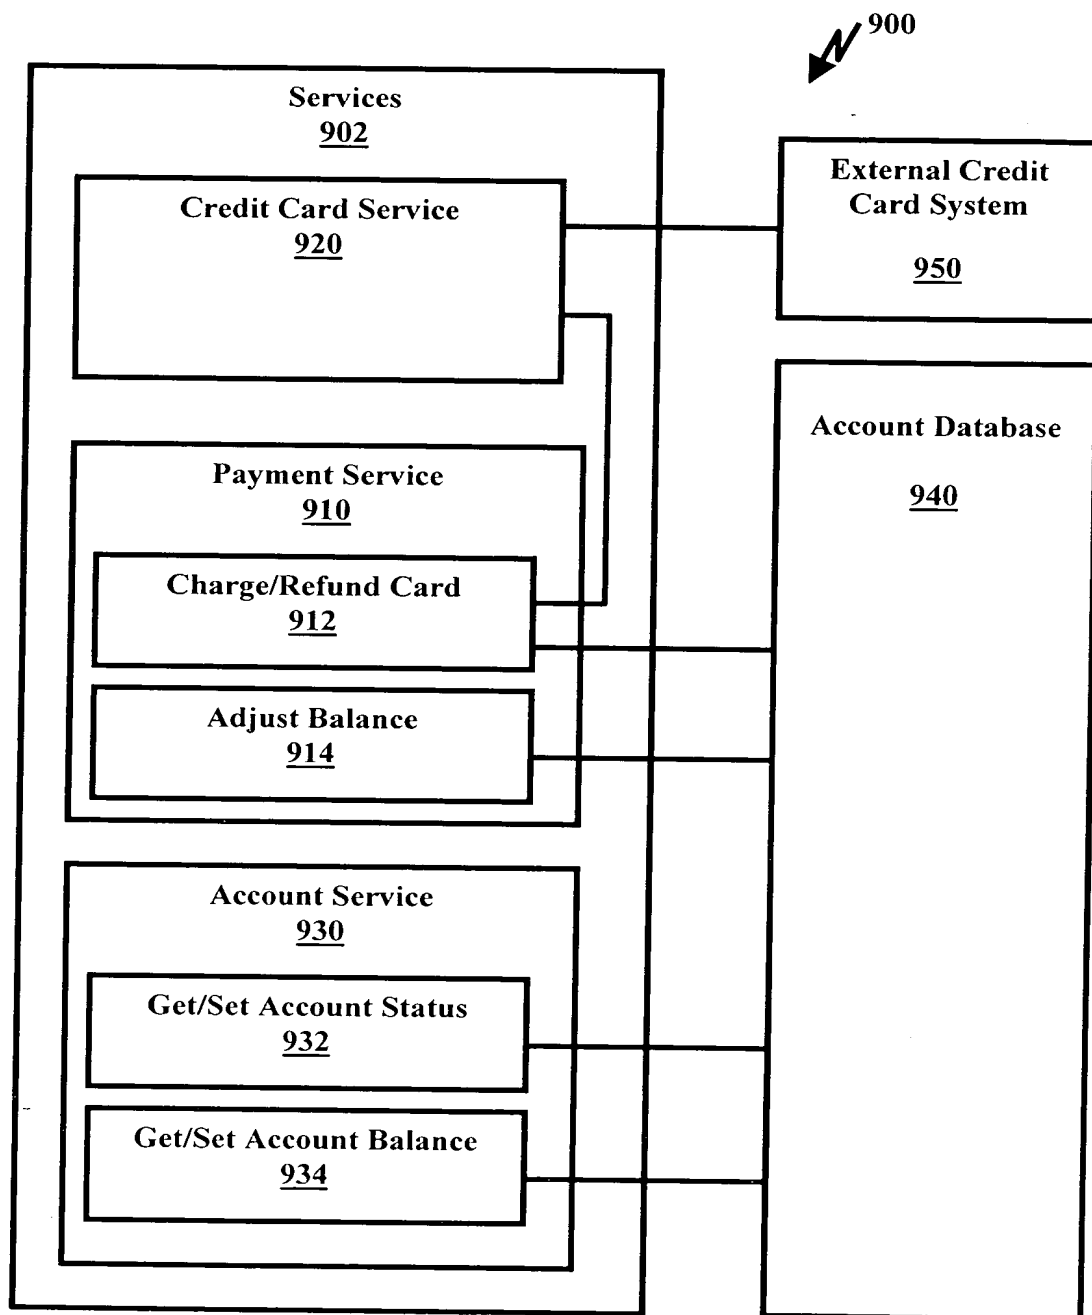 900
Services
902
Credit Card Service
920
External Credit
Card System
950
Payment Service
910
Charge/Refund Card
912
Adjust Balance
914
Account Database
940
Account Service
930
Get/Set Account Status
932
Get/Set Account Balance
934